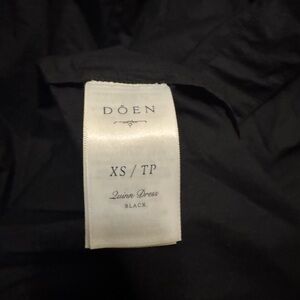 DÔEN
XS / TP
Quinn Dress
BLACK